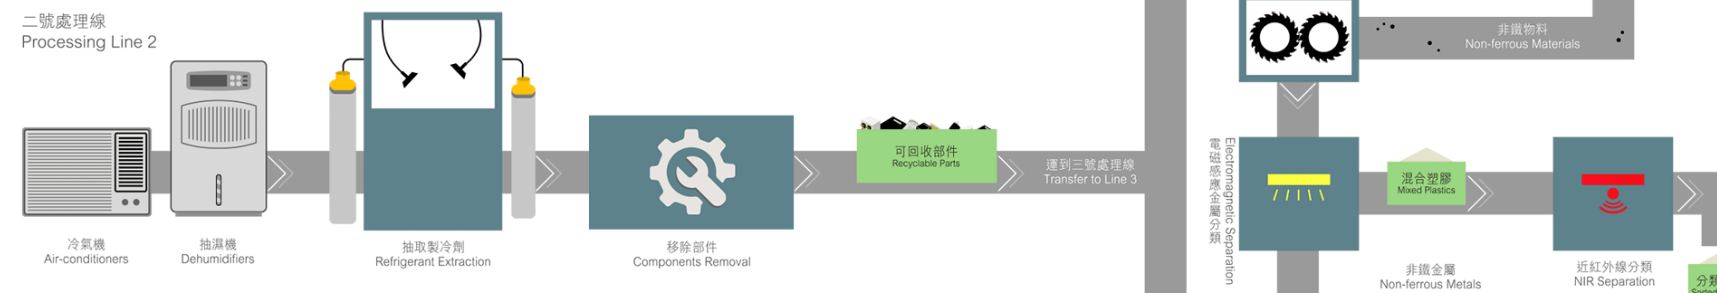 二號處理線
Processing Line 2
冷氣機
Air-conditioners
抽濕機
Dehumidifiers
抽取製冷劑
Refrigerant Extraction
移除部件
Components Removal
可回收部件
Recyclable Parts
運到三號處理線
Transfer to Line 3
非鐵物料
Non-ferrous Materials
電磁感應金屬分類
Electromagnetic Separation
混合塑膠
Mixed Plastics
非鐵金屬
Non-ferrous Metals
近紅外線分類
NIR Separation
分類